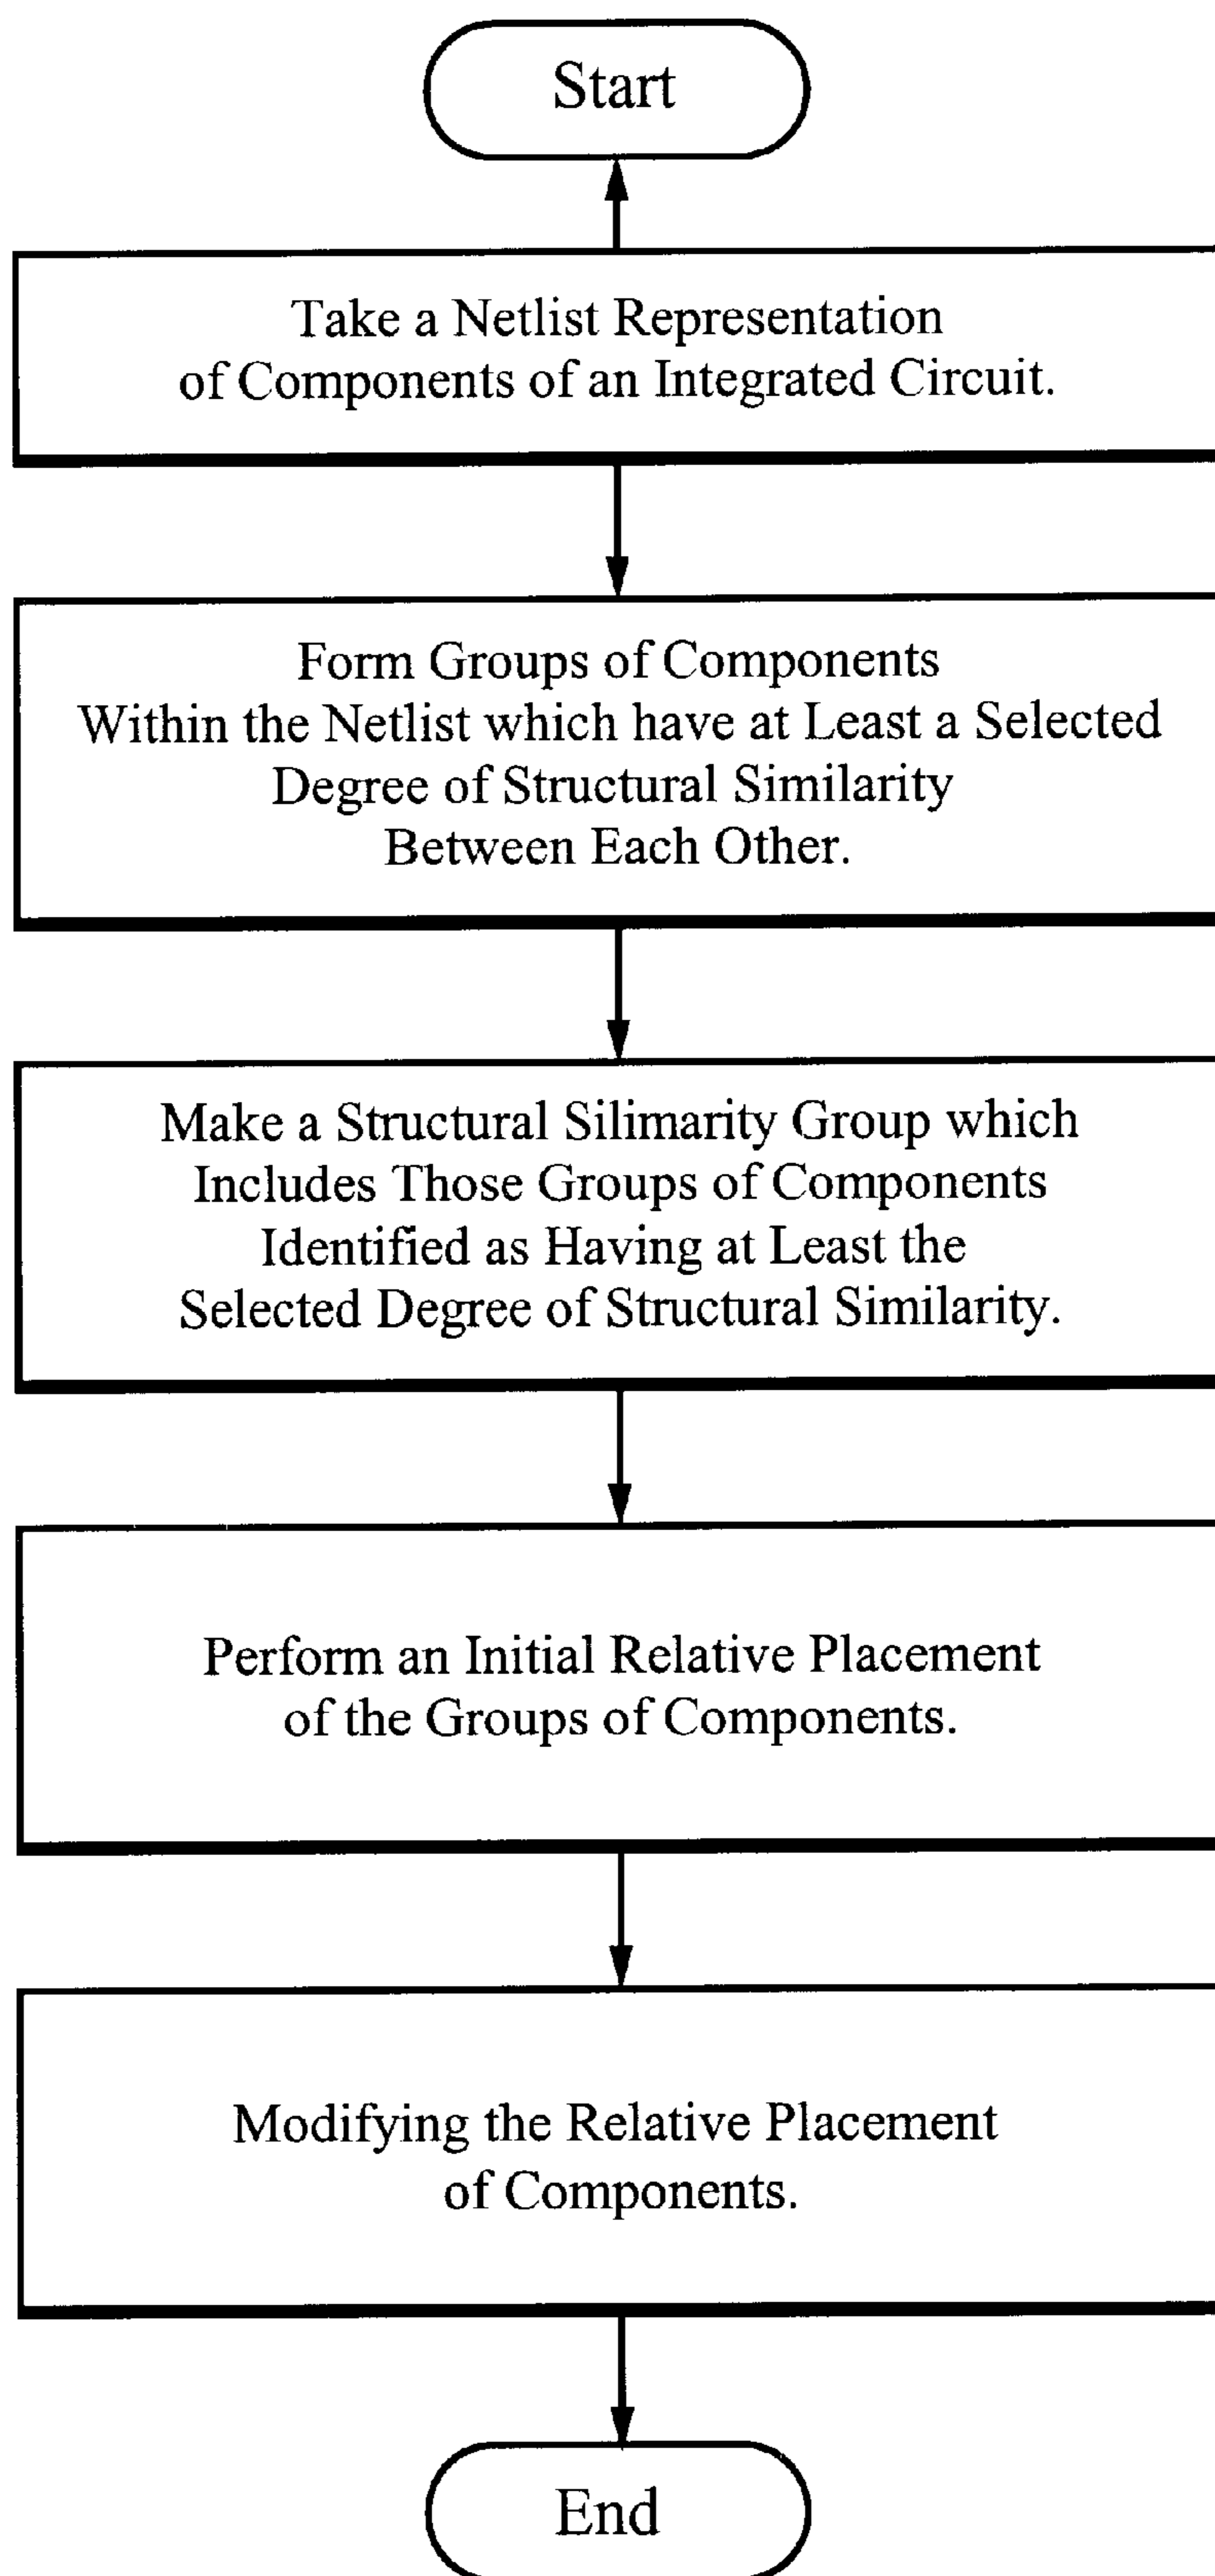 Start
Take a Netlist Representation
of Components of an Integrated Circuit.
Form Groups of Components
Within the Netlist which have at Least a Selected
Degree of Structural Similarity
Between Each Other.
Make a Structural Silimarity Group which
Includes Those Groups of Components
Identified as Having at Least the
Selected Degree of Structural Similarity.
Perform an Initial Relative Placement
of the Groups of Components.
Modifying the Relative Placement
of Components.
End